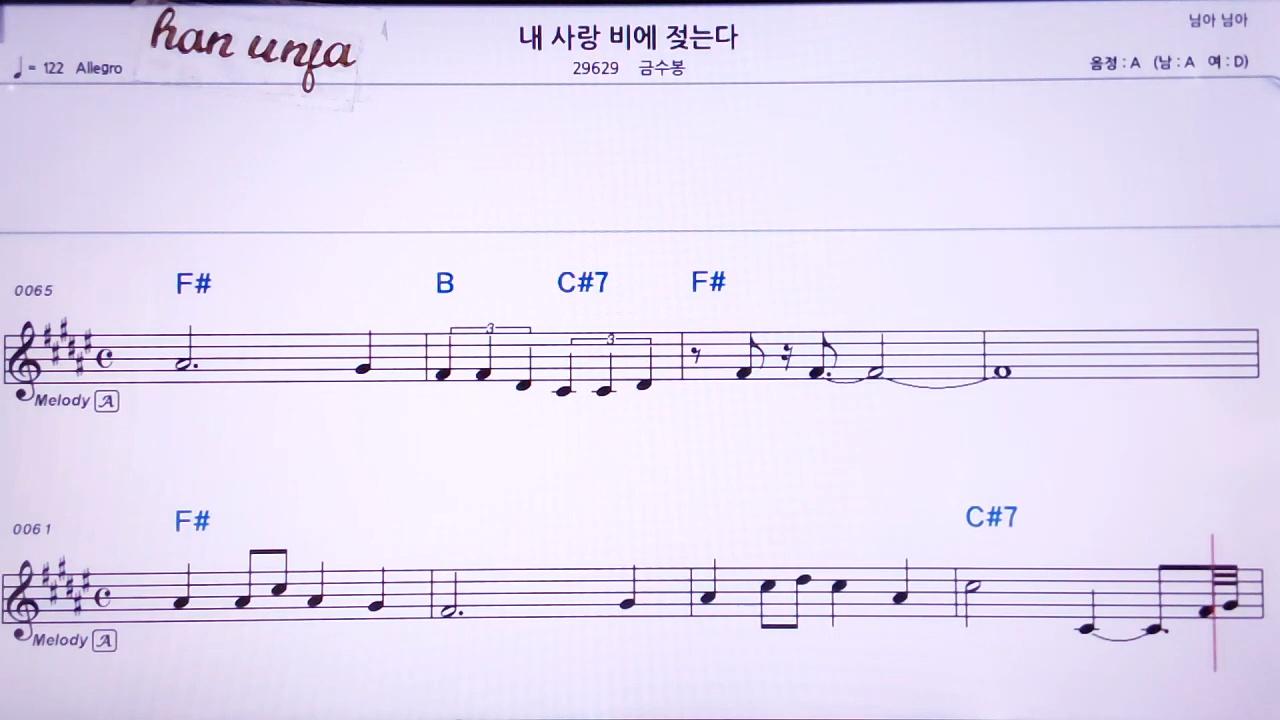 han unfa
내 사랑 비에 젖는다
님아 님아
♩= 122 Allegro
29629 금수봉
음정 : A (남 : A 여 : D)
0065 F# B C#7 F#
3 3
Melody A
0061 F# C#7
Melody A